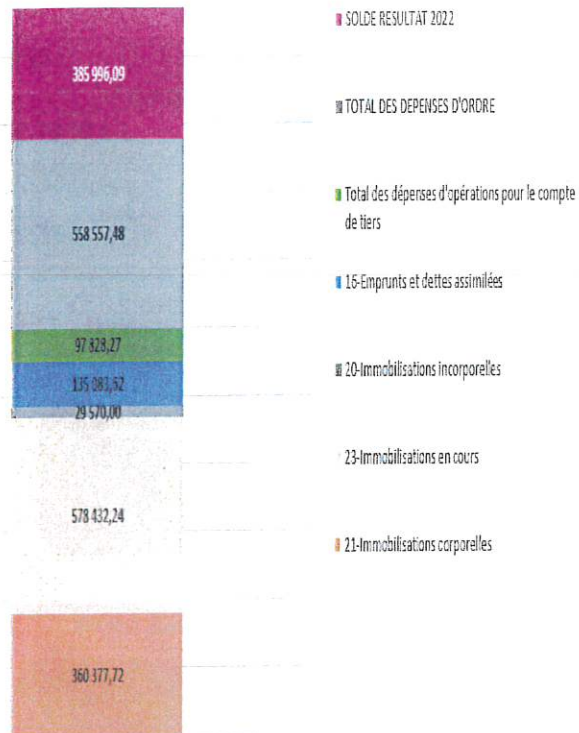 385 996,09
558 557,48
97 828,27
135 083,52
29 570,00
578 432,24
360 377,72
SOLDE RESULTAT 2022
TOTAL DES DEPENSES D'ORDRE
Total des dépenses d'opérations pour le compte
de tiers
16-Emprunts et dettes assimilées
20-Immobilisations incorporelles
23-Immobilisations en cours
21-Immobilisations corporelles